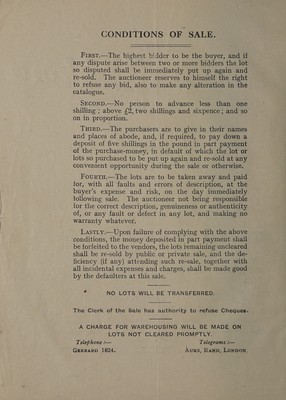 CONDITIONS OF SALE.
FIRST.—The highest bidder to be the buyer, and if
any dispute arise between two or more bidders the lot
so disputed shall be immediately put up again and
re-sold. The auctioneer reserves to himself the right
to refuse any bid, also to make any alteration in the
catalogue.
SECOND.—No person to advance less than one
shilling; above £2, two shillings and sixpence; and so
on in proportion.
THIRD.—The purchasers are to give in their names
and places of abode, and, if required, to pay down a
deposit of five shillings in the pound in part payment
of the purchase-money, in default of which the lot or
lots so purchased to be put up again and re-sold at any
convenient opportunity during the sale or otherwise.
FOURTH.—The lots are to be taken away and paid
for, with all faults and errors of description, at the
buyer's expense and risk, on the day immediately
following sale. The auctioneer not being responsible
for the correct description, genuineness or authenticity
of, or any fault or defect in any lot, and making no
warranty whatever.
LASTLY.—Upon failure of complying with the above
conditions, the money deposited in part payment shall
be forfeited to the vendors, the lots remaining uncleared
shall be re-sold by public or private sale, and the de-
ficiency (if any) attending such re-sale, together with
all incidental expenses and charges, shall be made good
by the defaulters at this sale.
* NO LOTS WILL BE TRANSFERRED.
The Clerk of the Sale has authority to refuse Cheques.
A CHARGE FOR WAREHOUSING WILL BE MADE ON
LOTS NOT CLEARED PROMPTLY.
Telephone :— Telegrams :—
GERRARD 1824. AUKS, RAND, LONDON.